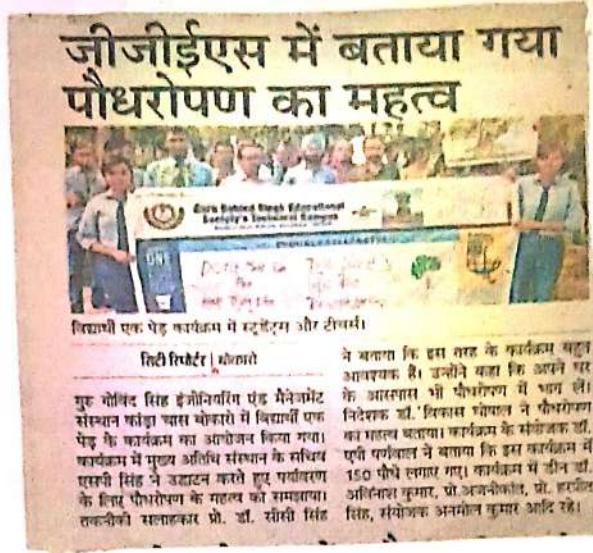 जीजीईएस में बताया गया
पौधरोपण का महत्व
Guru Gobind Singh Educational
Society's Technical Campus
विद्यार्थी एक पेड़ कार्यक्रम में स्टूडेंट्स और टीचर्स।
सिटी रिपोर्टर | बोकारो
गुरु गोविंद सिंह इंजीनियरिंग एंड मैनेजमेंट
संस्थान कांड्रा चास बोकारो में विद्यार्थी एक
पेड़ के कार्यक्रम का आयोजन किया गया।
कार्यक्रम में मुख्य अतिथि संस्थान के सचिव
एसपी सिंह ने उद्घाटन करते हुए पर्यावरण
के लिए पौधरोपण के महत्व को समझाया।
तकनीकी सलाहकार प्रो. डॉ. सीसी सिंह
ने बताया कि इस तरह के कार्यक्रम बहुत
आवश्यक हैं। उन्होंने कहा कि अपने घर
के आसपास भी पौधरोपण में भाग लें।
निदेशक डॉ. विकास घोषाल ने पौधरोपण
का महत्व बताया। कार्यक्रम के संयोजक डॉ.
एपी बर्णवाल ने बताया कि इस कार्यक्रम में
150 पौधे लगाए गए। कार्यक्रम में डीन डॉ.
अविनाश कुमार, प्रो.अजनीकांत, प्रो. हरप्रीत
सिंह, संयोजक अनमोल कुमार आदि रहे।